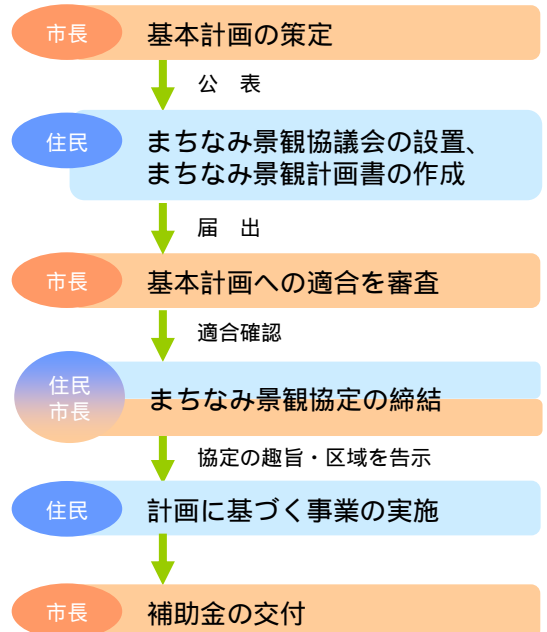 市長 基本計画の策定
公 表
住民 まちなみ景観協議会の設置、
まちなみ景観計画書の作成
届 出
市長 基本計画への適合を審査
適合確認
住民
市長
まちなみ景観協定の締結
協定の趣旨・区域を告示
住民 計画に基づく事業の実施
市長 補助金の交付